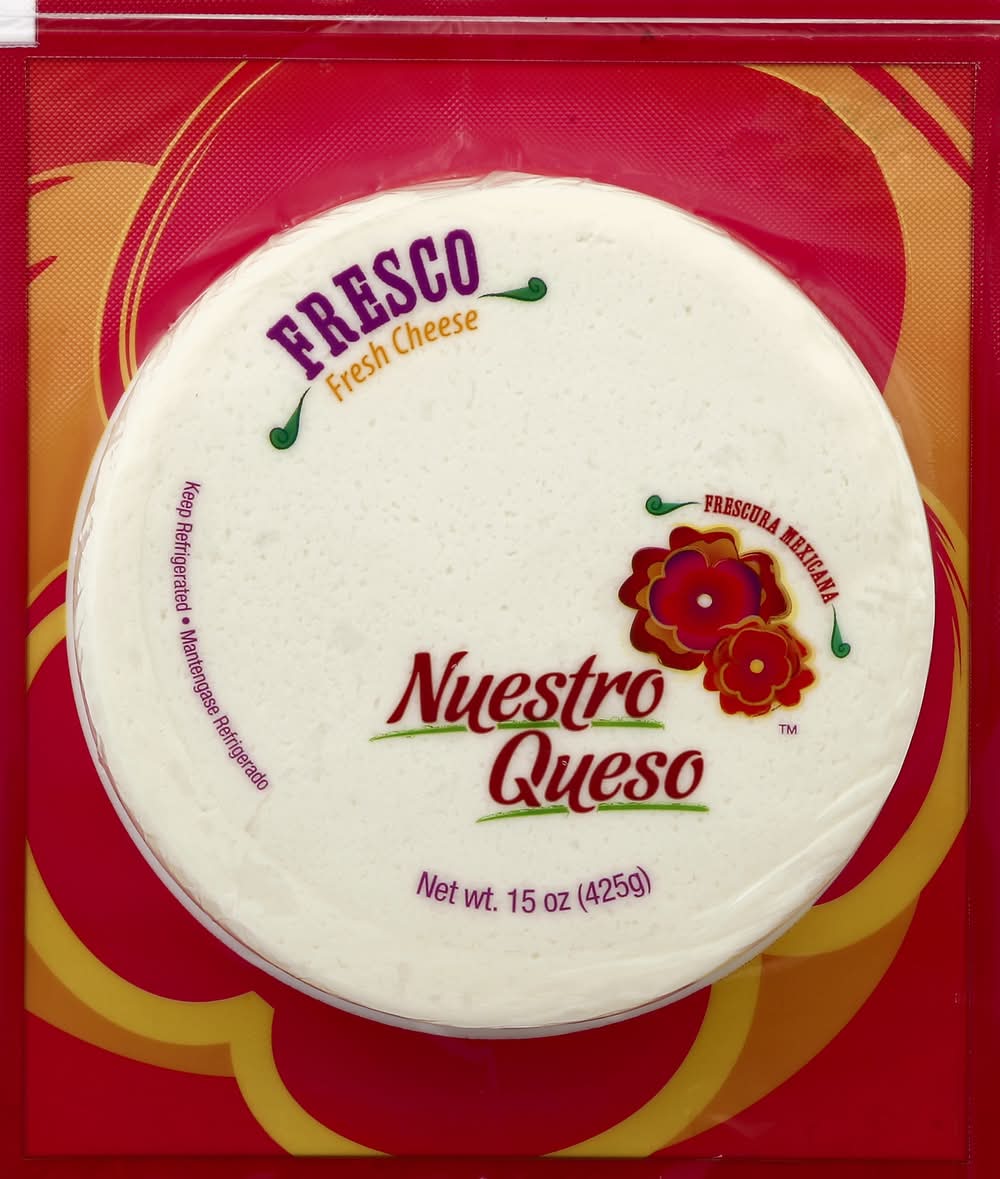 FRESCO
Fresh Cheese
Keep Refrigerated • Mantengase Refrigerado
FRESCURA MEXICANA
Nuestro
Queso
TM
Net wt. 15 oz (425g)